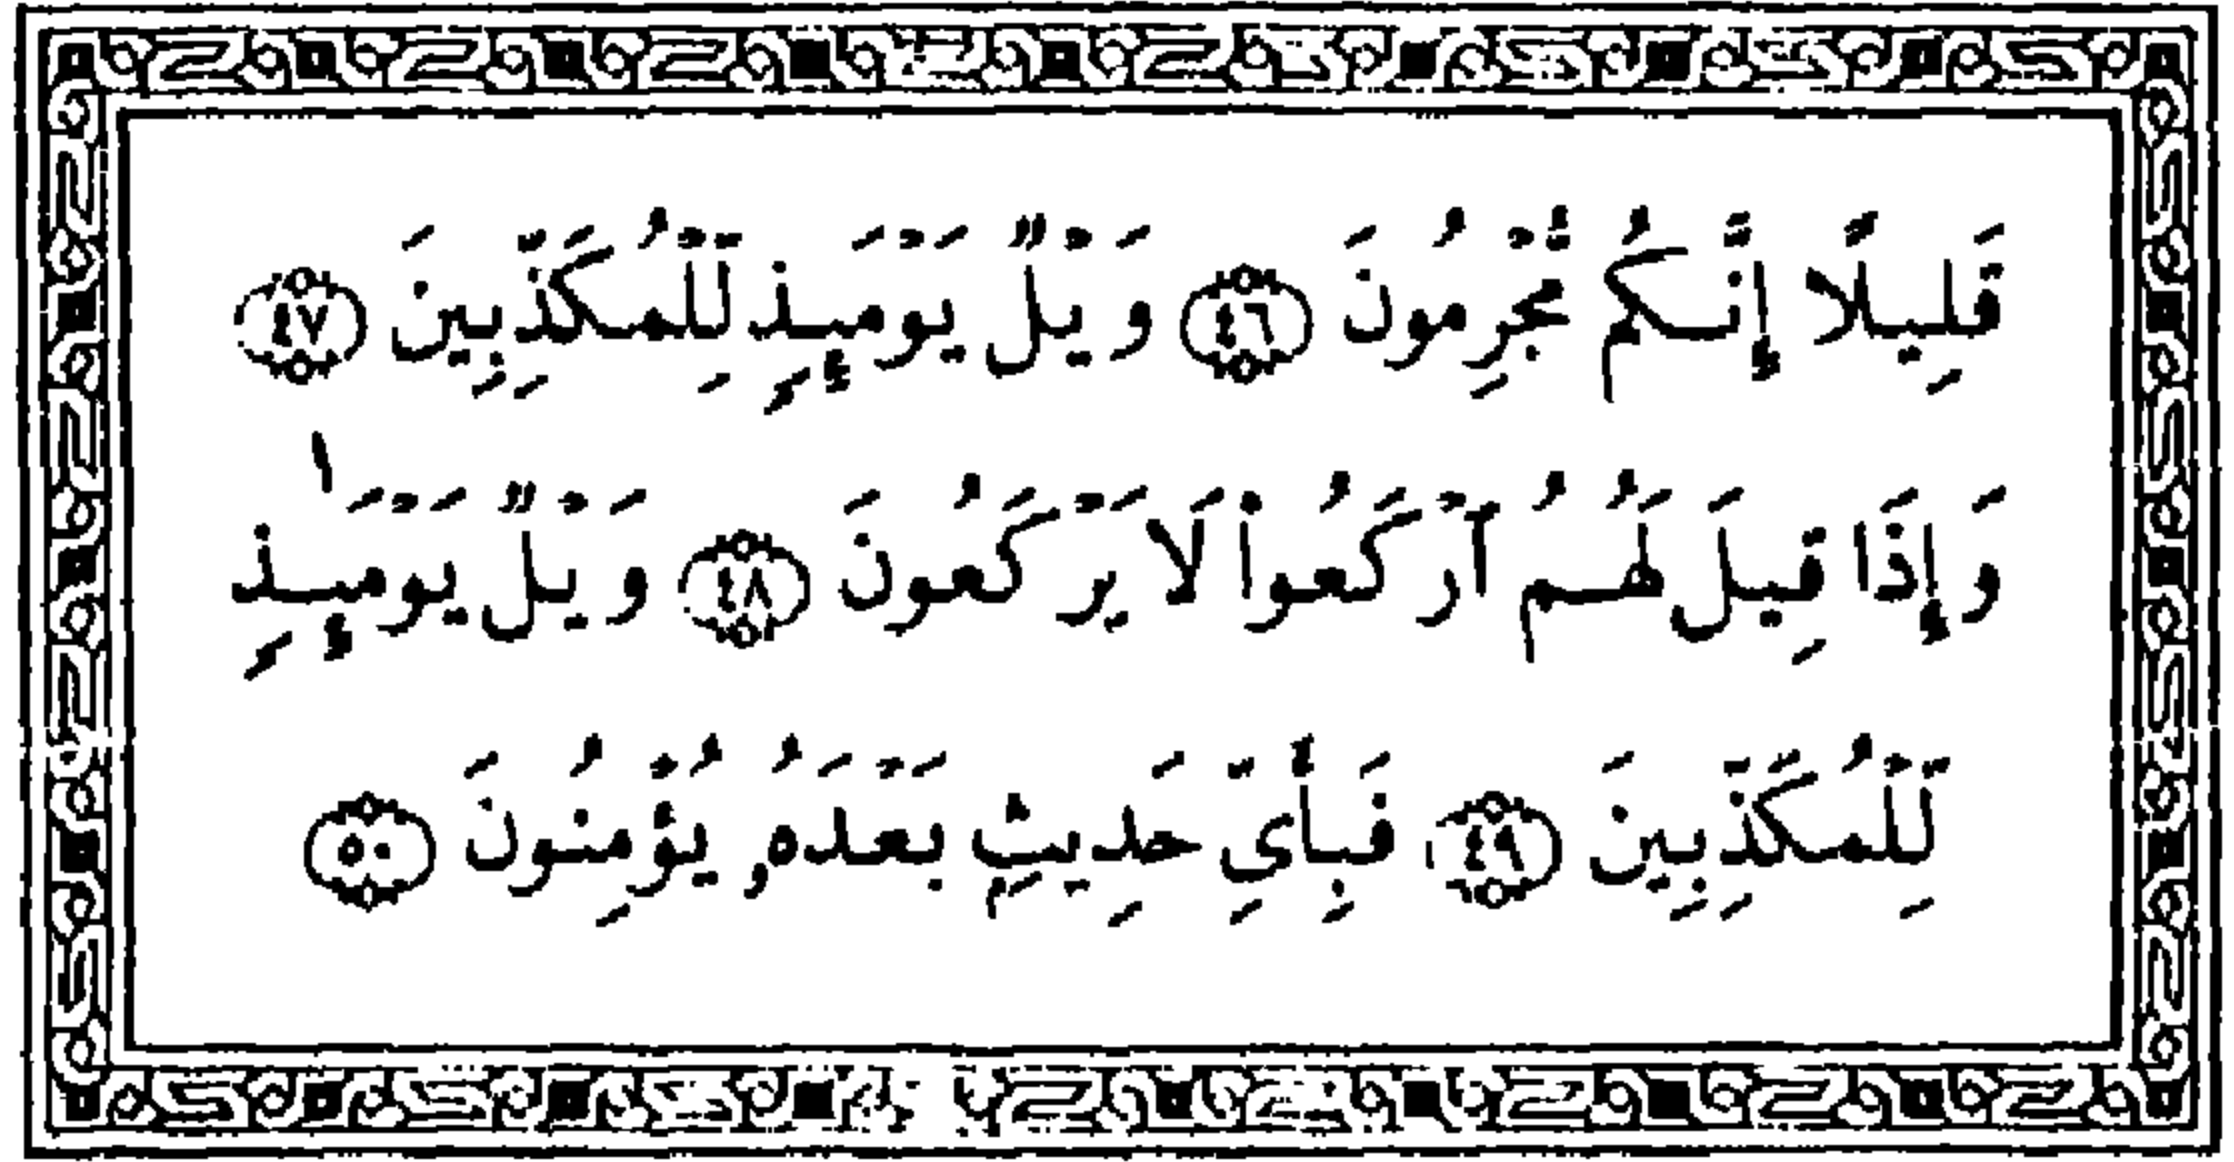 قَلِيلًا إِنَّكُم مُّجْرِمُونَ ٤٦ وَيْلٌ يَوْمَئِذٍ لِّلْمُكَذِّبِينَ ٤٧
وَإِذَا قِيلَ لَهُمُ ٱرْكَعُوا۟ لَا يَرْكَعُونَ ٤٨ وَيْلٌ يَوْمَئِذٍ
لِّلْمُكَذِّبِينَ ٤٩ فَبِأَىِّ حَدِيثٍۭ بَعْدَهُۥ يُؤْمِنُونَ ٥٠